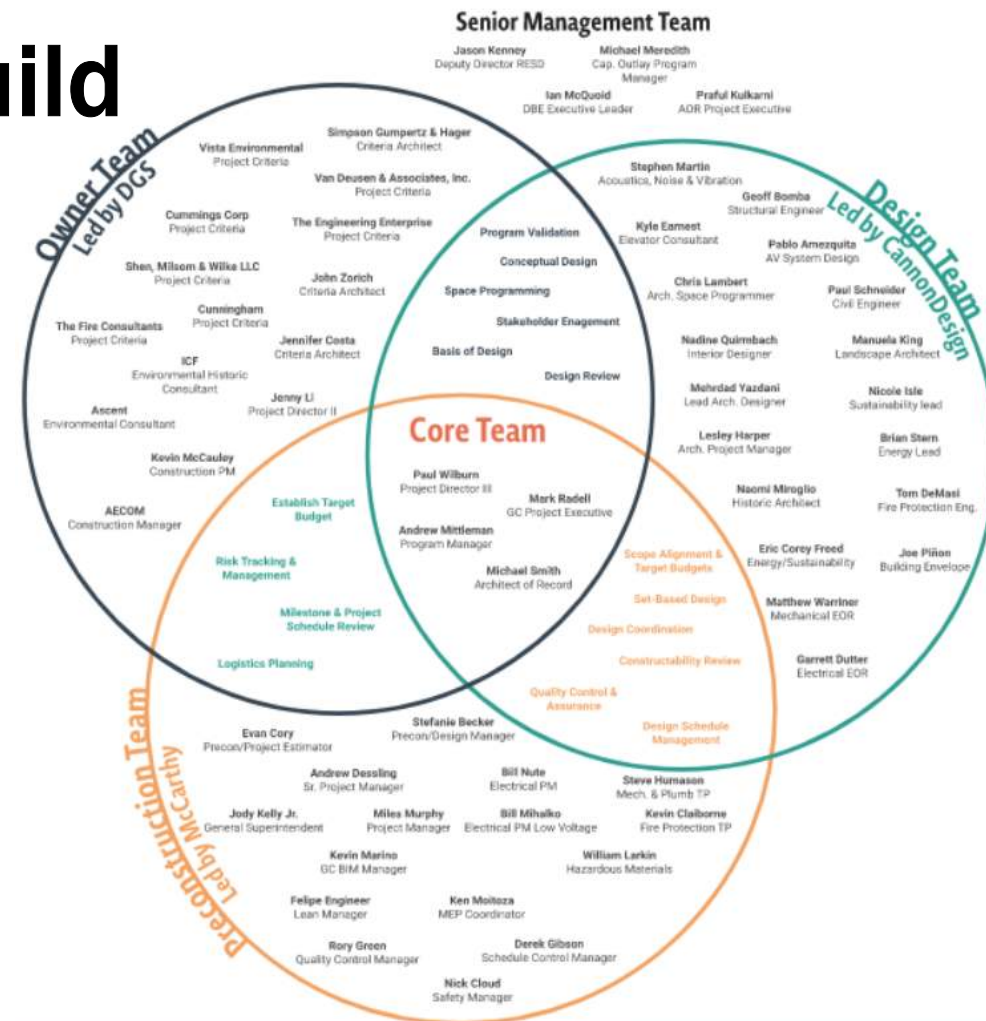 uild
Senior Management Team
Jason Kenney
Deputy Director RESD
Michael Meredith
Cap. Outlay Program
Manager
Ian McQuoid
DBE Executive Leader
Praful Kulkarni
AOR Project Executive
Owner Team
Led by DGS
Simpson Gumpertz & Hager
Criteria Architect
Vista Environmental
Project Criteria
Van Deusen & Associates, Inc.
Project Criteria
Cummings Corp
Project Criteria
The Engineering Enterprise
Project Criteria
Shen, Milsom & Wilke LLC
Project Criteria
John Zorich
Criteria Architect
Cunningham
Project Criteria
The Fire Consultants
Project Criteria
Jennifer Costa
Criteria Architect
ICF
Environmental Historic
Consultant
Jenny Li
Project Director II
Ascent
Environmental Consultant
Kevin McCauley
Construction PM
AECOM
Construction Manager
Program Validation
Conceptual Design
Space Programming
Stakeholder Enagement
Basis of Design
Design Review
Design Team
Led by CannonDesign
Stephen Martin
Acoustics, Noise & Vibration
Geoff Bomba
Structural Engineer
Kyle Earnest
Elevator Consultant
Pablo Amezquita
AV System Design
Chris Lambert
Arch. Space Programmer
Paul Schneider
Civil Engineer
Nadine Quirmbach
Interior Designer
Manuela King
Landscape Architect
Mehrdad Yazdani
Lead Arch. Designer
Nicole Isle
Sustainability lead
Lesley Harper
Arch. Project Manager
Brian Stern
Energy Lead
Naomi Miroglio
Historic Architect
Tom DeMasi
Fire Protection Eng.
Eric Corey Freed
Energy/Sustainability
Joe Piñon
Building Envelope
Matthew Warriner
Mechanical EOR
Garrett Dutter
Electrical EOR
Core Team
Paul Wilburn
Project Director III
Mark Radell
GC Project Executive
Andrew Mittleman
Program Manager
Michael Smith
Architect of Record
Establish Target
Budget
Risk Tracking &
Management
Milestone & Project
Schedule Review
Logistics Planning
Scope Alignment &
Target Budgets
Set-Based Design
Design Coordination
Constructability Review
Quality Control &
Assurance
Design Schedule
Management
Preconstruction Team
Led by McCarthy
Stefanie Becker
Precon/Design Manager
Evan Cory
Precon/Project Estimator
Andrew Dessling
Sr. Project Manager
Bill Nute
Electrical PM
Steve Humason
Mech. & Plumb TP
Jody Kelly Jr.
General Superintendent
Miles Murphy
Project Manager
Bill Mihalko
Electrical PM Low Voltage
Kevin Claiborne
Fire Protection TP
Kevin Marino
GC BIM Manager
William Larkin
Hazardous Materials
Felipe Engineer
Lean Manager
Ken Moitoza
MEP Coordinator
Rory Green
Quality Control Manager
Derek Gibson
Schedule Control Manager
Nick Cloud
Safety Manager